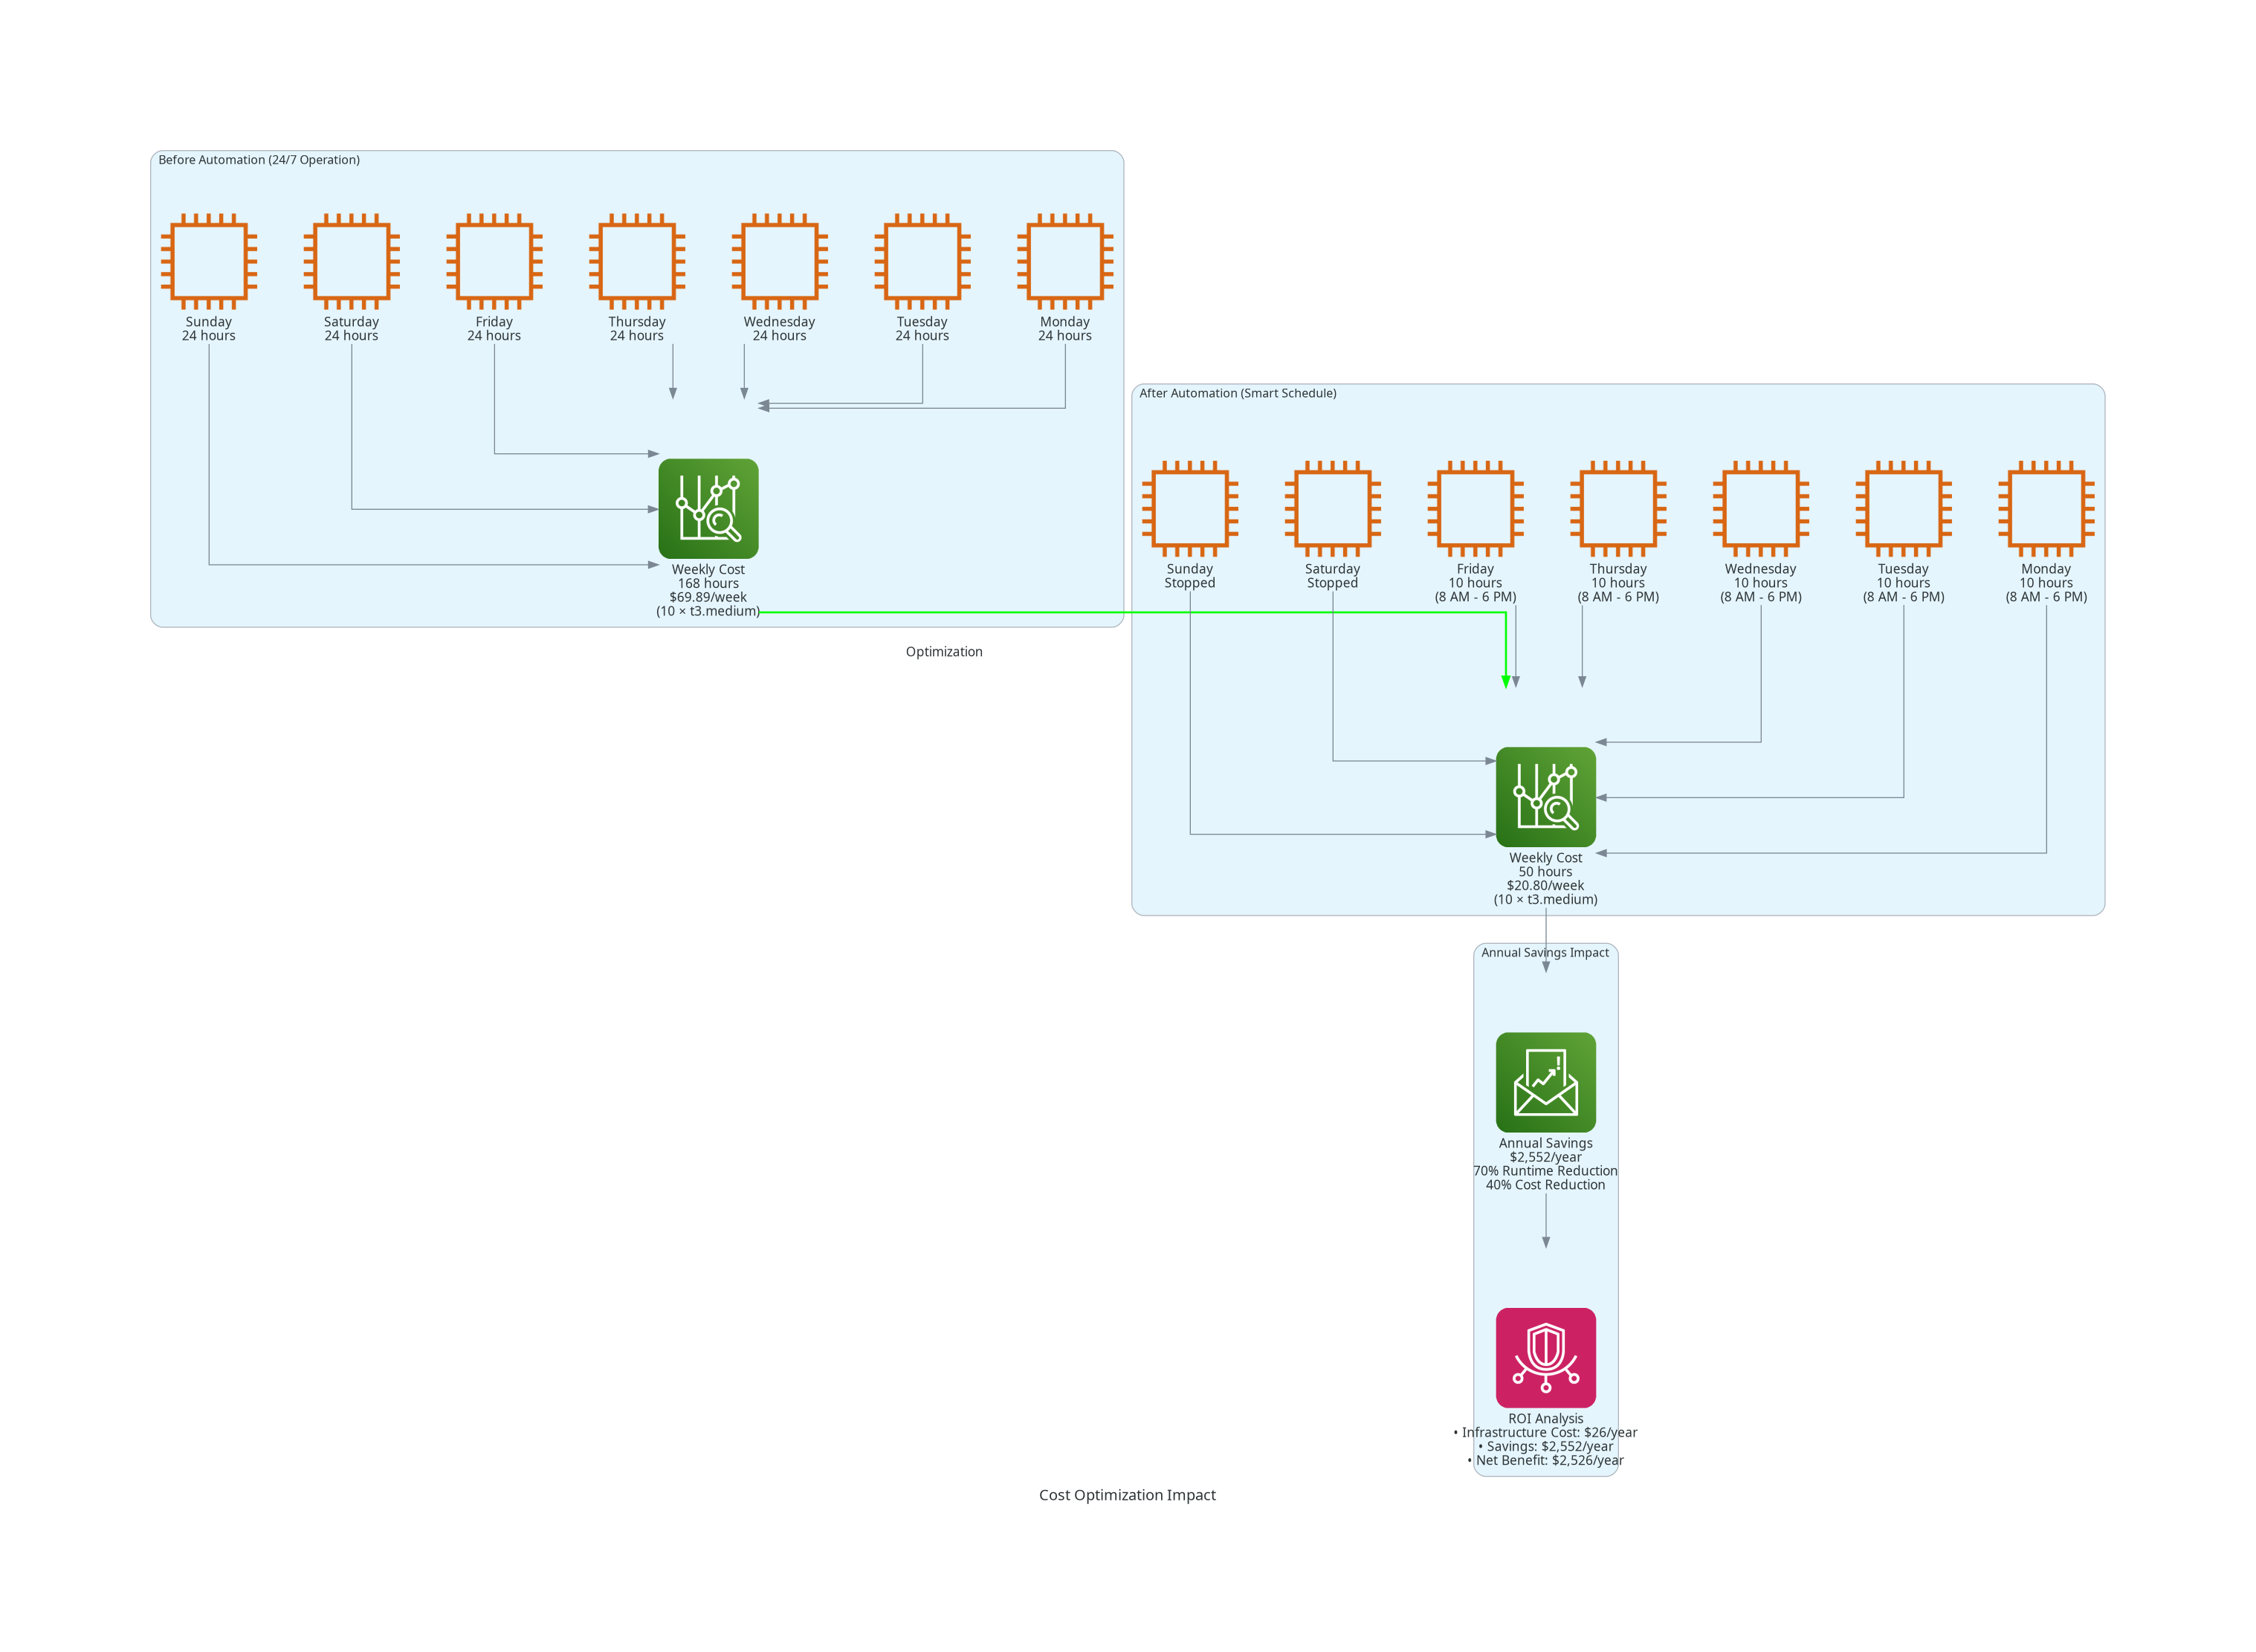 Before Automation (24/7 Operation)
Sunday
24 hours
Saturday
24 hours
Friday
24 hours
Thursday
24 hours
Wednesday
24 hours
Tuesday
24 hours
Monday
24 hours
Weekly Cost
168 hours
$69.89/week
(10 × t3.medium)
Optimization
After Automation (Smart Schedule)
Sunday
Stopped
Saturday
Stopped
Friday
10 hours
(8 AM - 6 PM)
Thursday
10 hours
(8 AM - 6 PM)
Wednesday
10 hours
(8 AM - 6 PM)
Tuesday
10 hours
(8 AM - 6 PM)
Monday
10 hours
(8 AM - 6 PM)
Weekly Cost
50 hours
$20.80/week
(10 × t3.medium)
Annual Savings Impact
Annual Savings
$2,552/year
70% Runtime Reduction
40% Cost Reduction
ROI Analysis
• Infrastructure Cost: $26/year
• Savings: $2,552/year
• Net Benefit: $2,526/year
Cost Optimization Impact